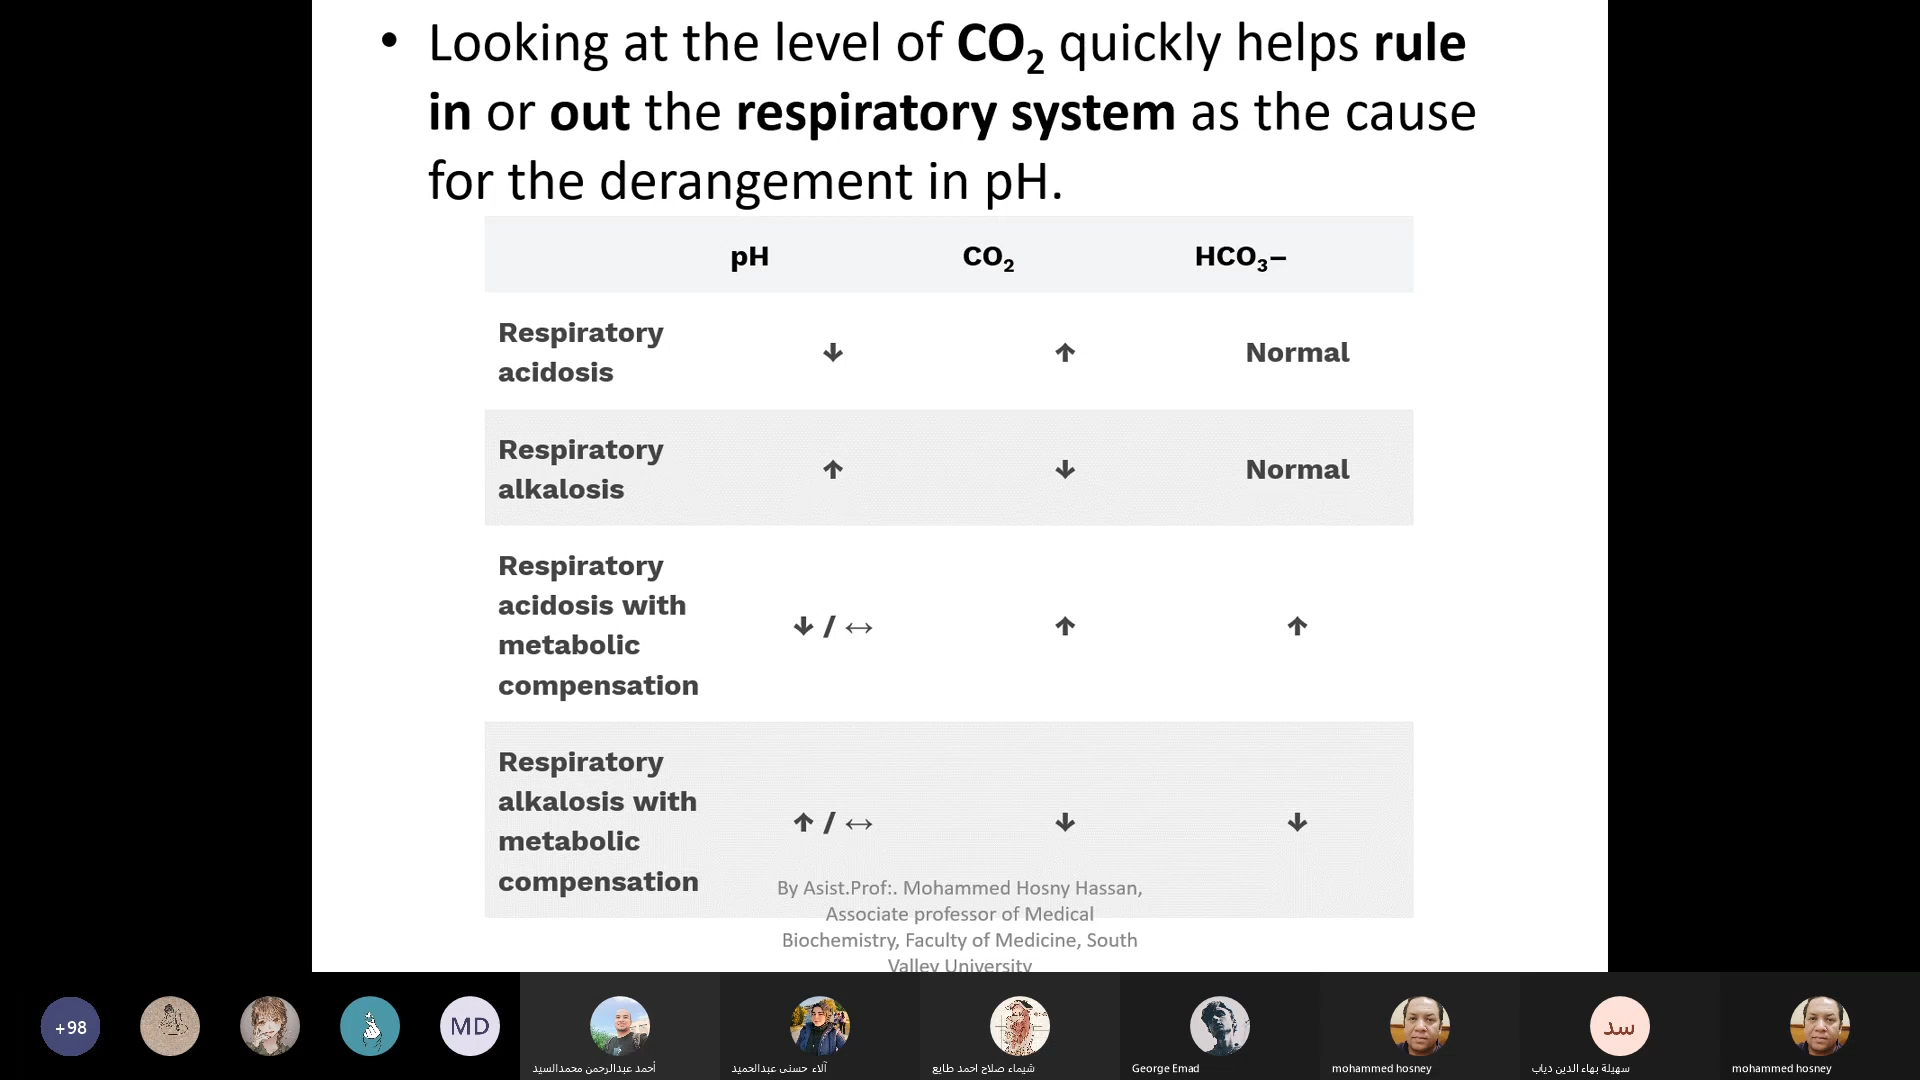 • Looking at the level of CO₂ quickly helps rule
in or out the respiratory system as the cause
for the derangement in pH.
pH CO₂ HCO₃–
Respiratory
acidosis
↓ ↑ Normal
Respiratory
alkalosis
↑ ↓ Normal
Respiratory
acidosis with
metabolic
compensation
↓ / ↔ ↑ ↑
Respiratory
alkalosis with
metabolic
compensation
↑ / ↔ ↓ ↓
By Asist.Prof:. Mohammed Hosny Hassan,
Associate professor of Medical
Biochemistry, Faculty of Medicine, South
Valley University
+98
MD
سد
أحمد عبدالرحمن محمدالسيد
آلاء حسنى عبدالحميد
شيماء صلاح احمد طايع
George Emad
mohammed hosney
سهيلة بهاء الدين دياب
mohammed hosney